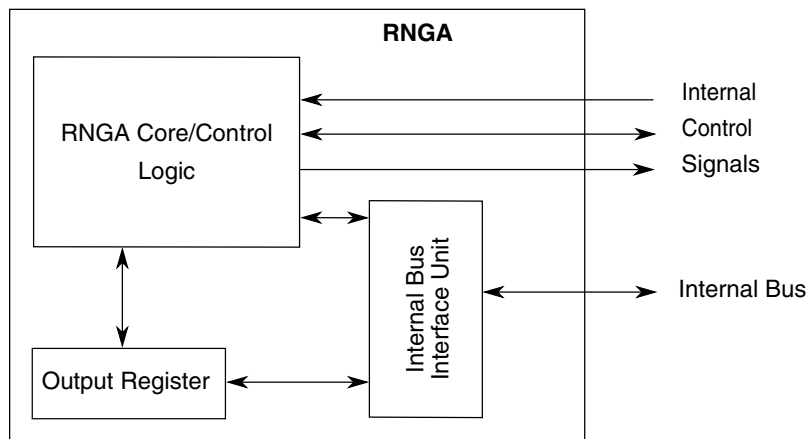 RNGA
RNGA Core/Control
Logic
Internal
Control
Signals
Internal Bus
Interface Unit
Internal Bus
Output Register